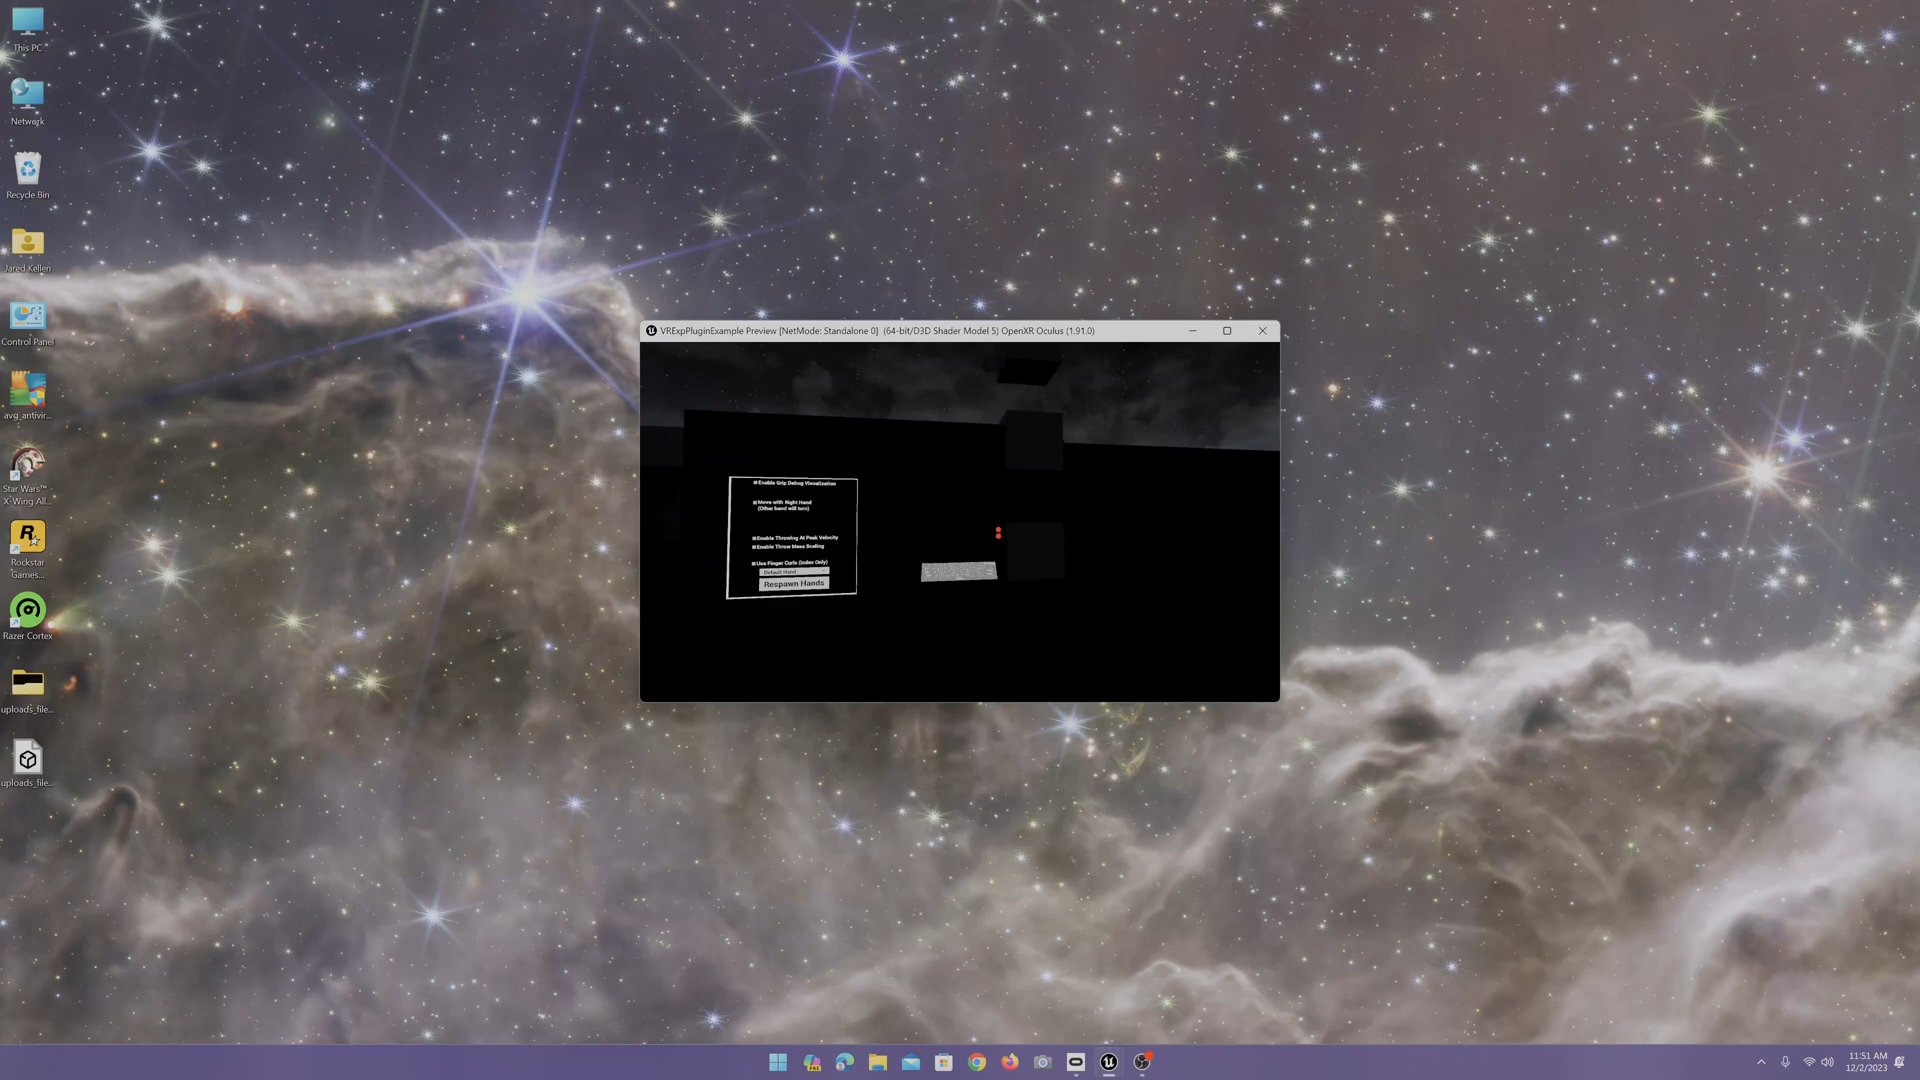 This PC
Network
Recycle Bin
Jared Kellen
Control Panel
avg_antivir...
Star Wars™ -
X-Wing All...
Rockstar
Games...
Razer Cortex
uploads_file...
uploads_file...
VRExpPluginExample Preview [NetMode: Standalone 0] (64-bit/D3D Shader Model 5) OpenXR Oculus (1.91.0)
Enable Grip Debug Visualization
Move with Right Hand
(Other hand will turn)
Enable Throwing At Peak Velocity
Enable Throw Mass Scaling
Use Finger Curls (Index Only)
Default Hand
Respawn Hands
PRE
11:51 AM
12/2/2023